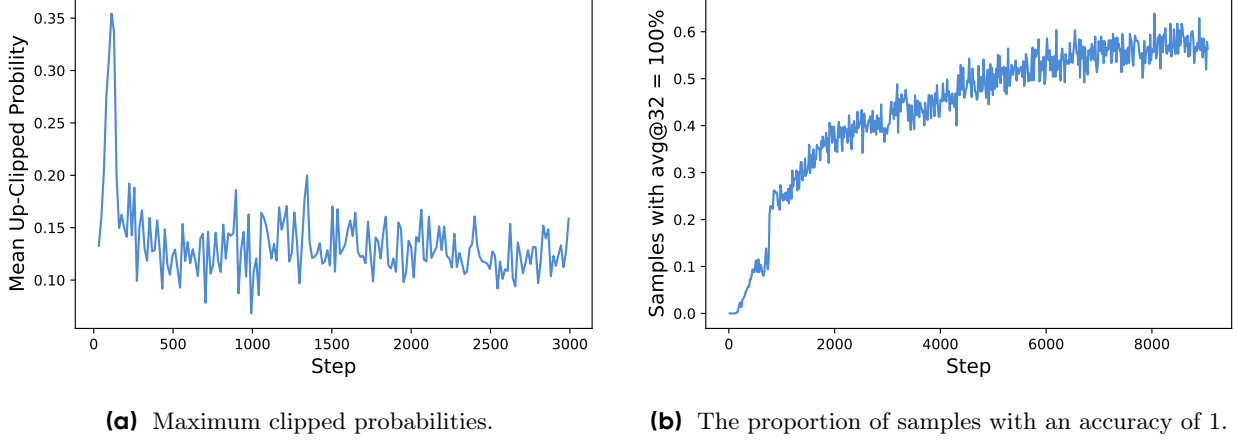 0.35
0.30
0.25
0.20
0.15
0.10
Mean Up-Clipped Probility
0 500 1000 1500 2000 2500 3000
Step
(a) Maximum clipped probabilities.
0.6
0.5
0.4
0.3
0.2
0.1
0.0
Samples with avg@32 = 100%
0 2000 4000 6000 8000
Step
(b) The proportion of samples with an accuracy of 1.